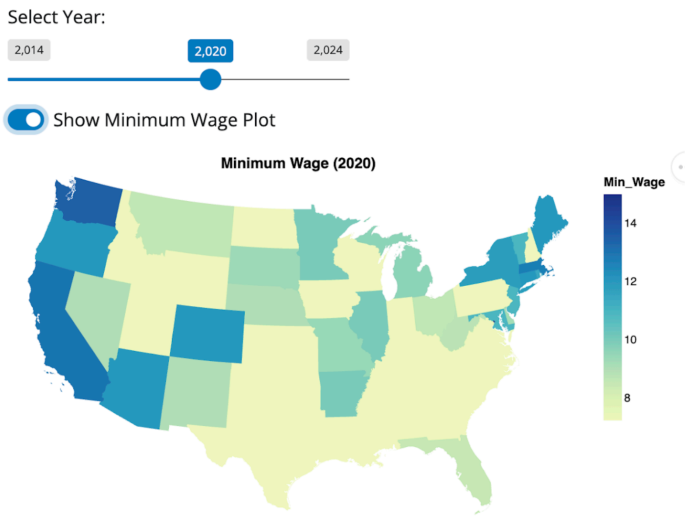 Select Year:
2,014
2,020
2,024
Show Minimum Wage Plot
Minimum Wage (2020)
Min_Wage
14
12
10
8